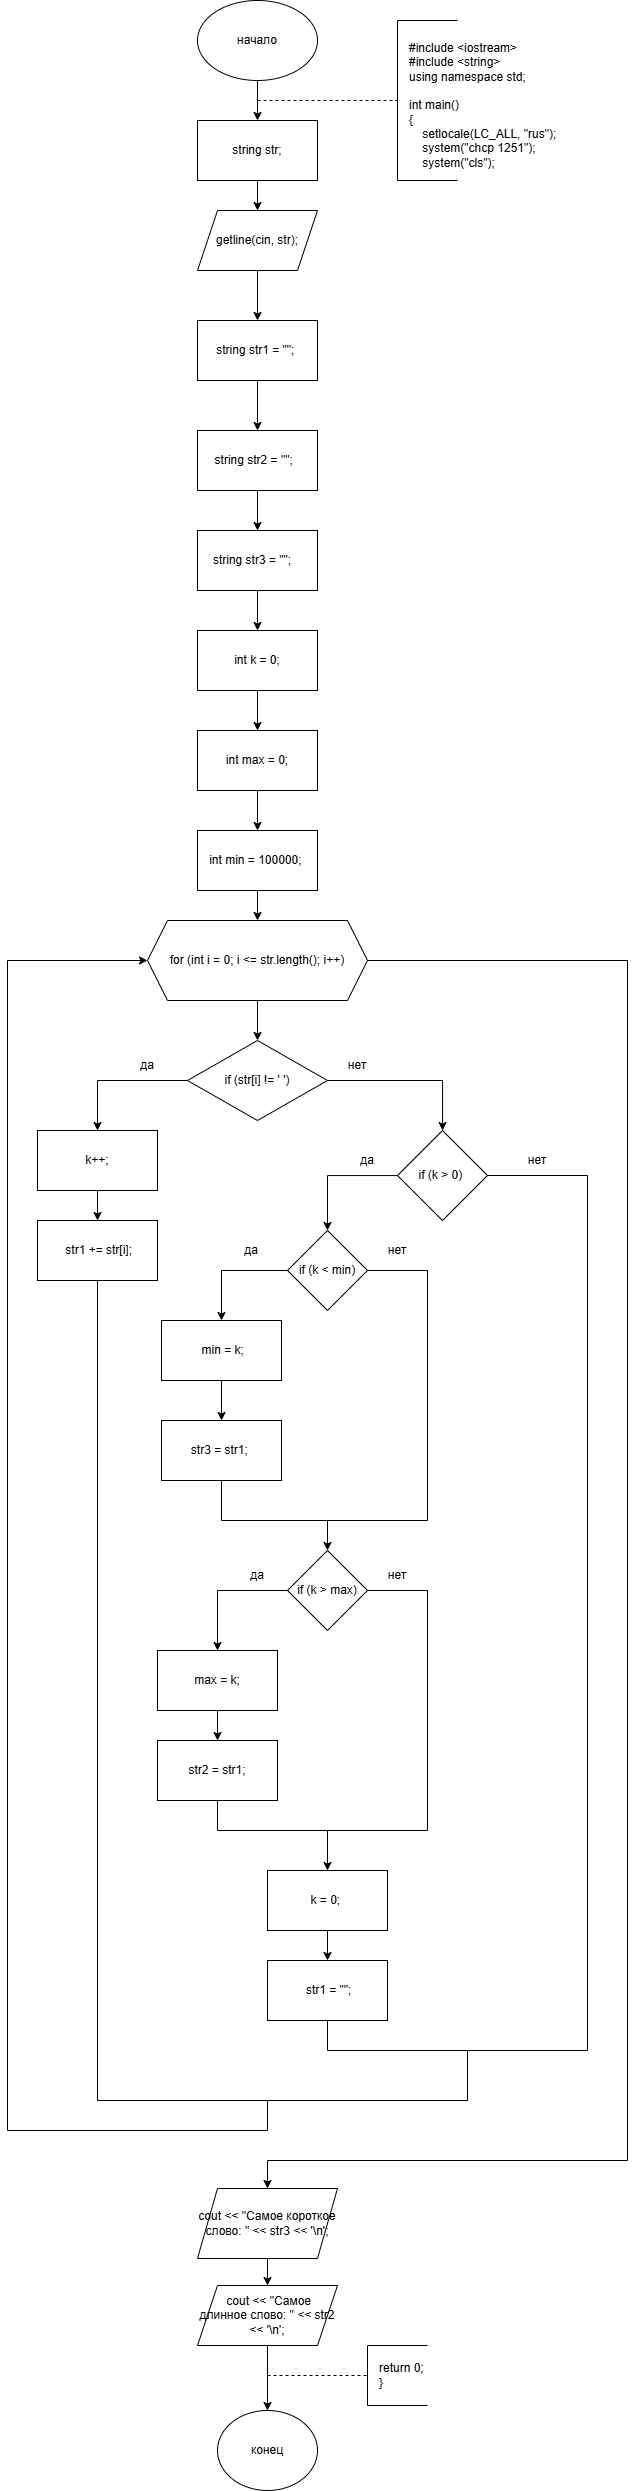 начало
#include <iostream>
#include <string>
using namespace std;
int main()
{
setlocale(LC_ALL, "rus");
system("chcp 1251");
system("cls");
string str;
getline(cin, str);
string str1 = "";
string str2 = "";
string str3 = "";
int k = 0;
int max = 0;
int min = 100000;
for (int i = 0; i <= str.length(); i++)
да
if (str[i] != ' ')
нет
k++;
str1 += str[i];
да
if (k > 0)
нет
да
if (k < min)
нет
min = k;
str3 = str1;
да
if (k > max)
нет
max = k;
str2 = str1;
k = 0;
str1 = "";
cout << "Самое короткое
слово: " << str3 << '\n';
cout << "Самое
длинное слово: " << str2
<< '\n';
return 0;
}
конец